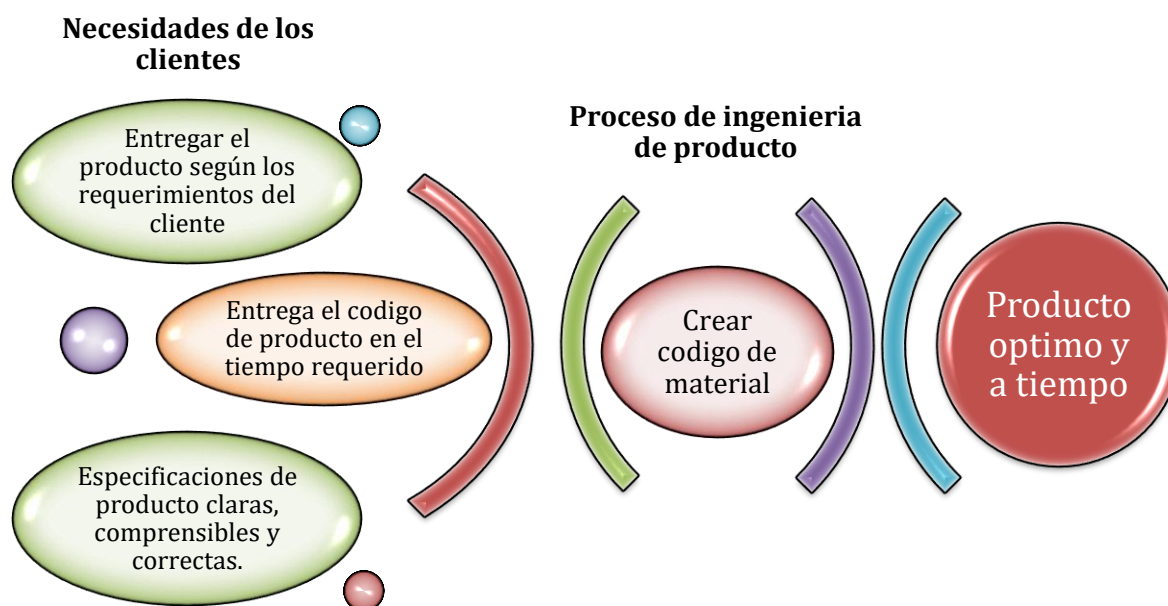 Necesidades de los
clientes
Entregar el
producto según los
requerimientos del
cliente
Entrega el codigo
de producto en el
tiempo requerido
Especificaciones de
producto claras,
comprensibles y
correctas.
Proceso de ingenieria
de producto
Crear
codigo de
material
Producto
optimo y
a tiempo